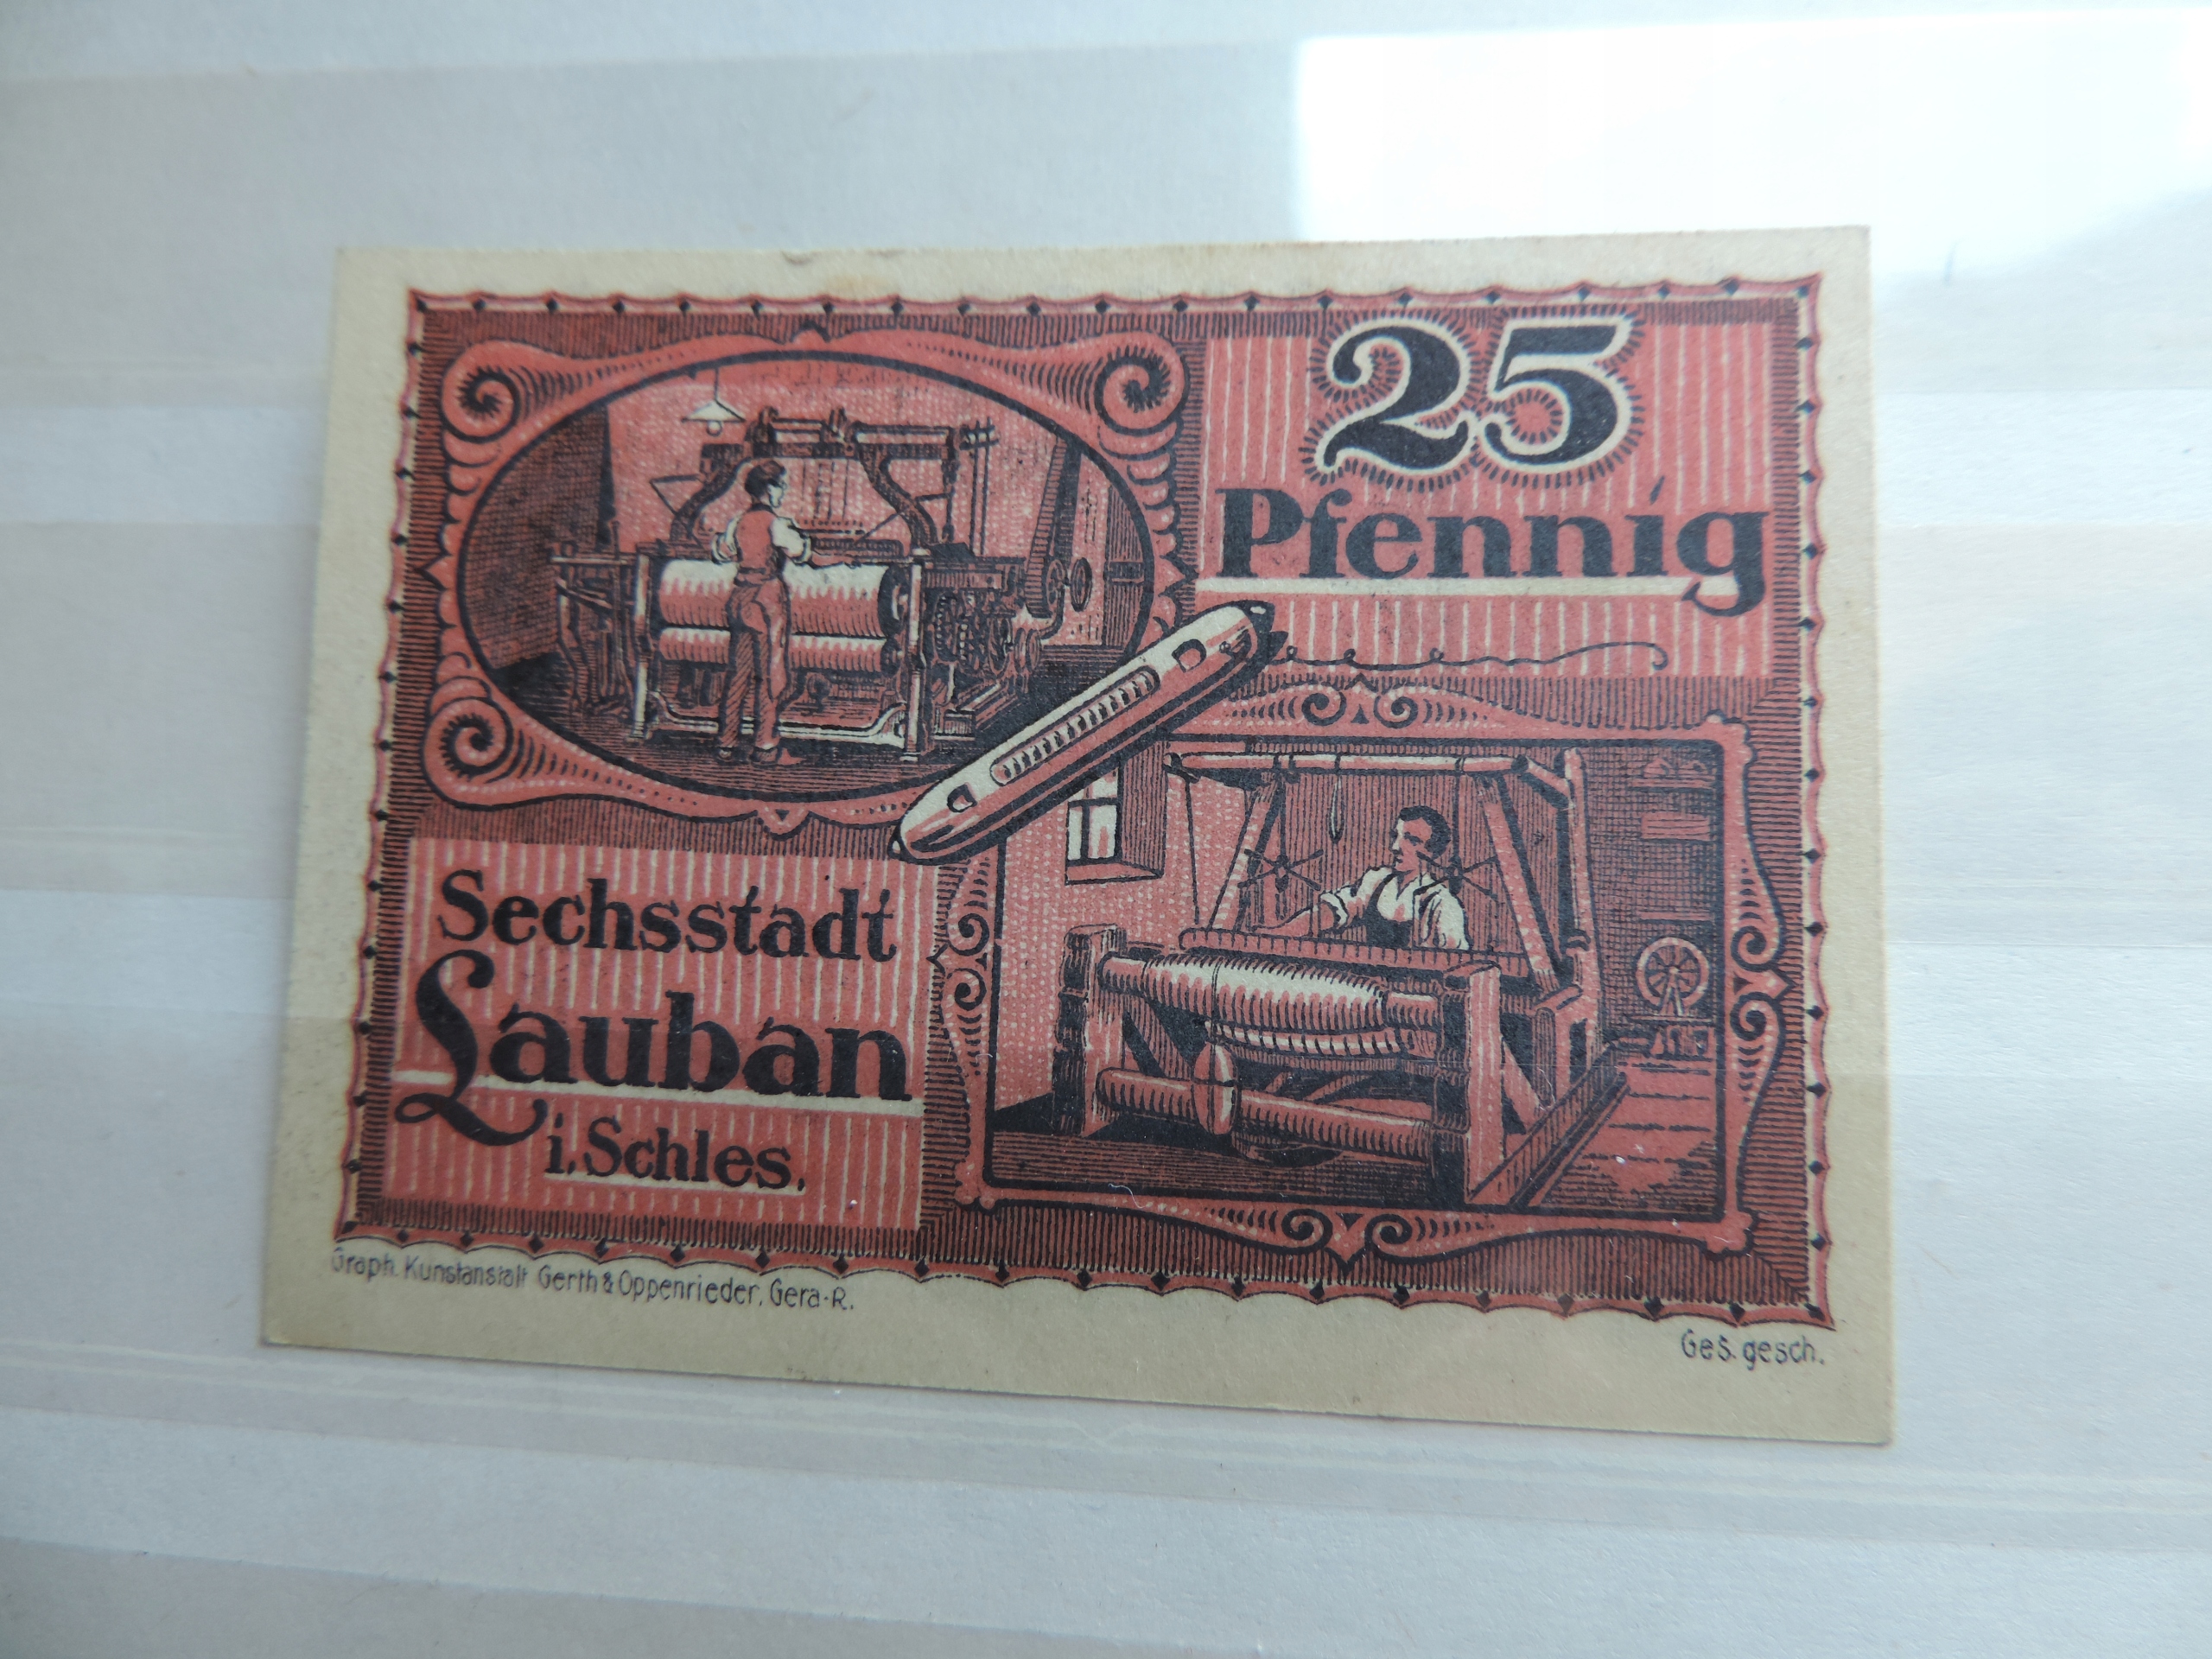 25
Pfennig
Sechsstadt
Lauban
i. Schles.
Graph. Kunstanstalt Gerth & Oppenrieder, Gera-R.
Ges. gesch.